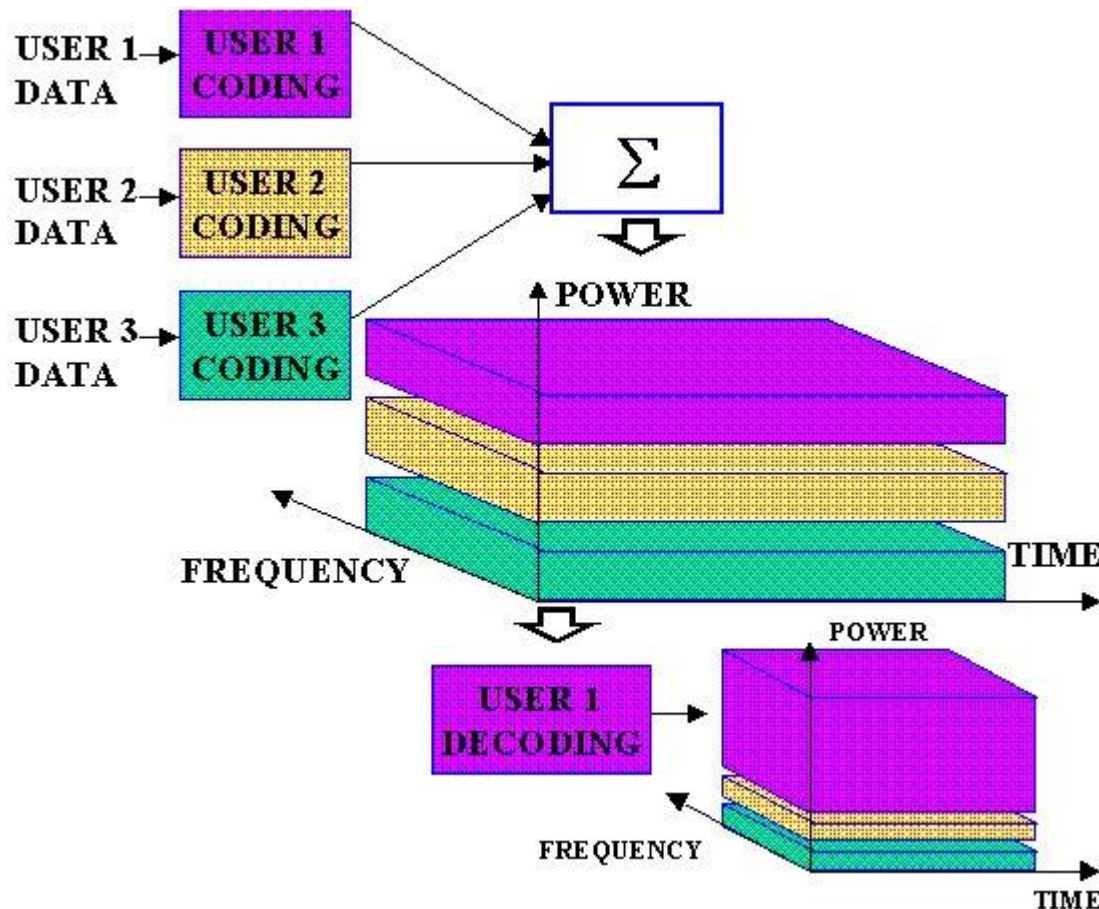 USER 1
DATA
USER 1
CODING
USER 2
DATA
USER 2
CODING
USER 3
DATA
USER 3
CODING
Σ
POWER
FREQUENCY
TIME
USER 1
DECODING
POWER
FREQUENCY
TIME